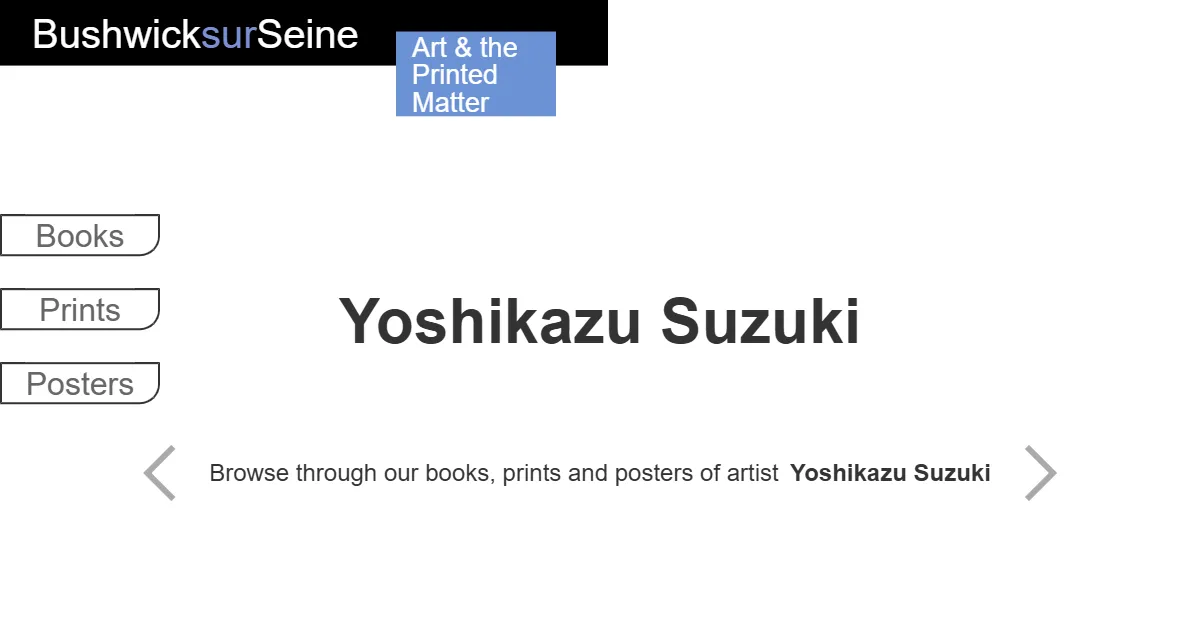 BushwicksurSeine
Art & the
Printed
Matter
Books
Prints
Posters
Yoshikazu Suzuki
Browse through our books, prints and posters of artist Yoshikazu Suzuki